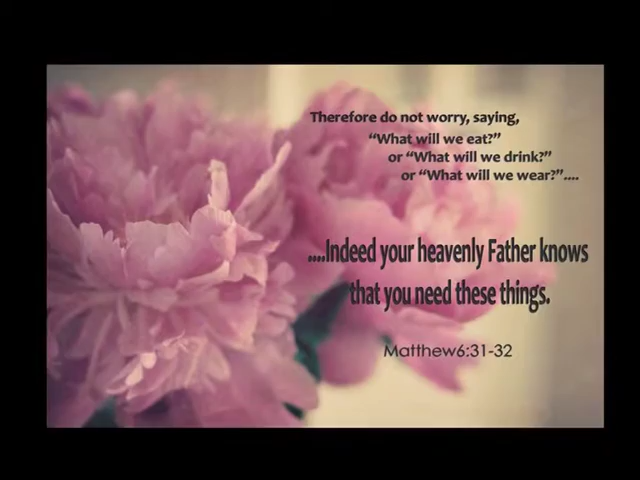 Therefore do not worry, saying,
“What will we eat?”
or “What will we drink?”
or “What will we wear?”....
....Indeed your heavenly Father knows
that you need these things.
Matthew6:31-32